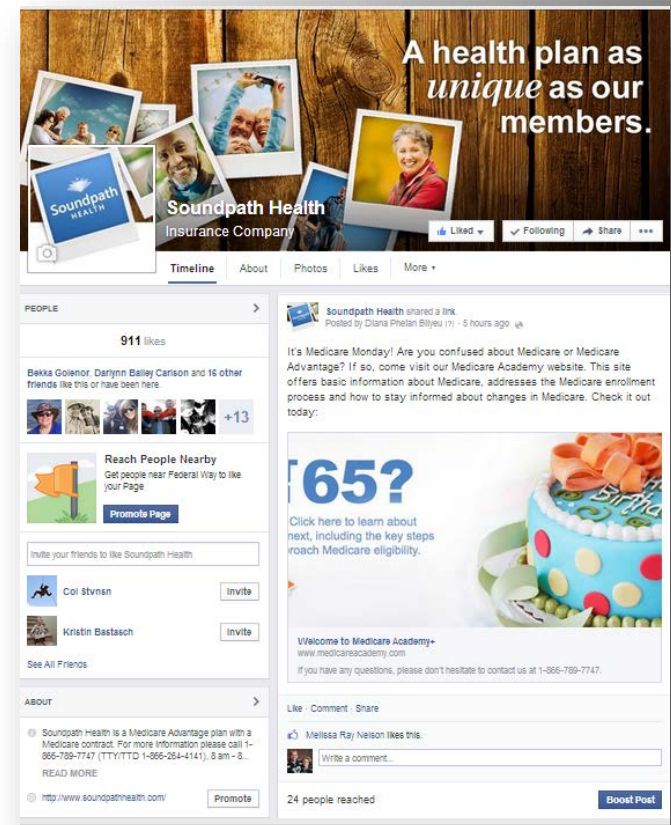 A health plan as
unique as our
members.
Soundpath
HEALTH
Soundpath Health
Insurance Company
Liked
Following
Share
Timeline
About
Photos
Likes
More
PEOPLE
911 likes
Bekka Golenor, Darlynn Bailey Carlson and 16 other
friends like this or have been here.
+13
Reach People Nearby
Get people near Federal Way to like
your Page
Promote Page
Invite your friends to like Soundpath Health
Col Stvnsn
Invite
Kristin Bastasch
Invite
See All Friends
ABOUT
Soundpath Health is a Medicare Advantage plan with a
Medicare contract. For more information please call 1-
866-789-7747 (TTY/TTD 1-866-264-4141), 8 am - 8...
READ MORE
http://www.soundpathhealth.com/
Promote
Soundpath Health shared a link.
Posted by Diana Phelan Billyeu [?] · 5 hours ago
It's Medicare Monday! Are you confused about Medicare or Medicare
Advantage? If so, come visit our Medicare Academy website. This site
offers basic information about Medicare, addresses the Medicare enrollment
process and how to stay informed about changes in Medicare. Check it out
today:
65?
Click here to learn about
next, including the key steps
roach Medicare eligibility.
Welcome to Medicare Academy+
www.medicareacademy.com
If you have any questions, please don't hesitate to contact us at 1-866-789-7747.
Like · Comment · Share
Melissa Ray Nelson likes this.
Write a comment...
24 people reached
Boost Post